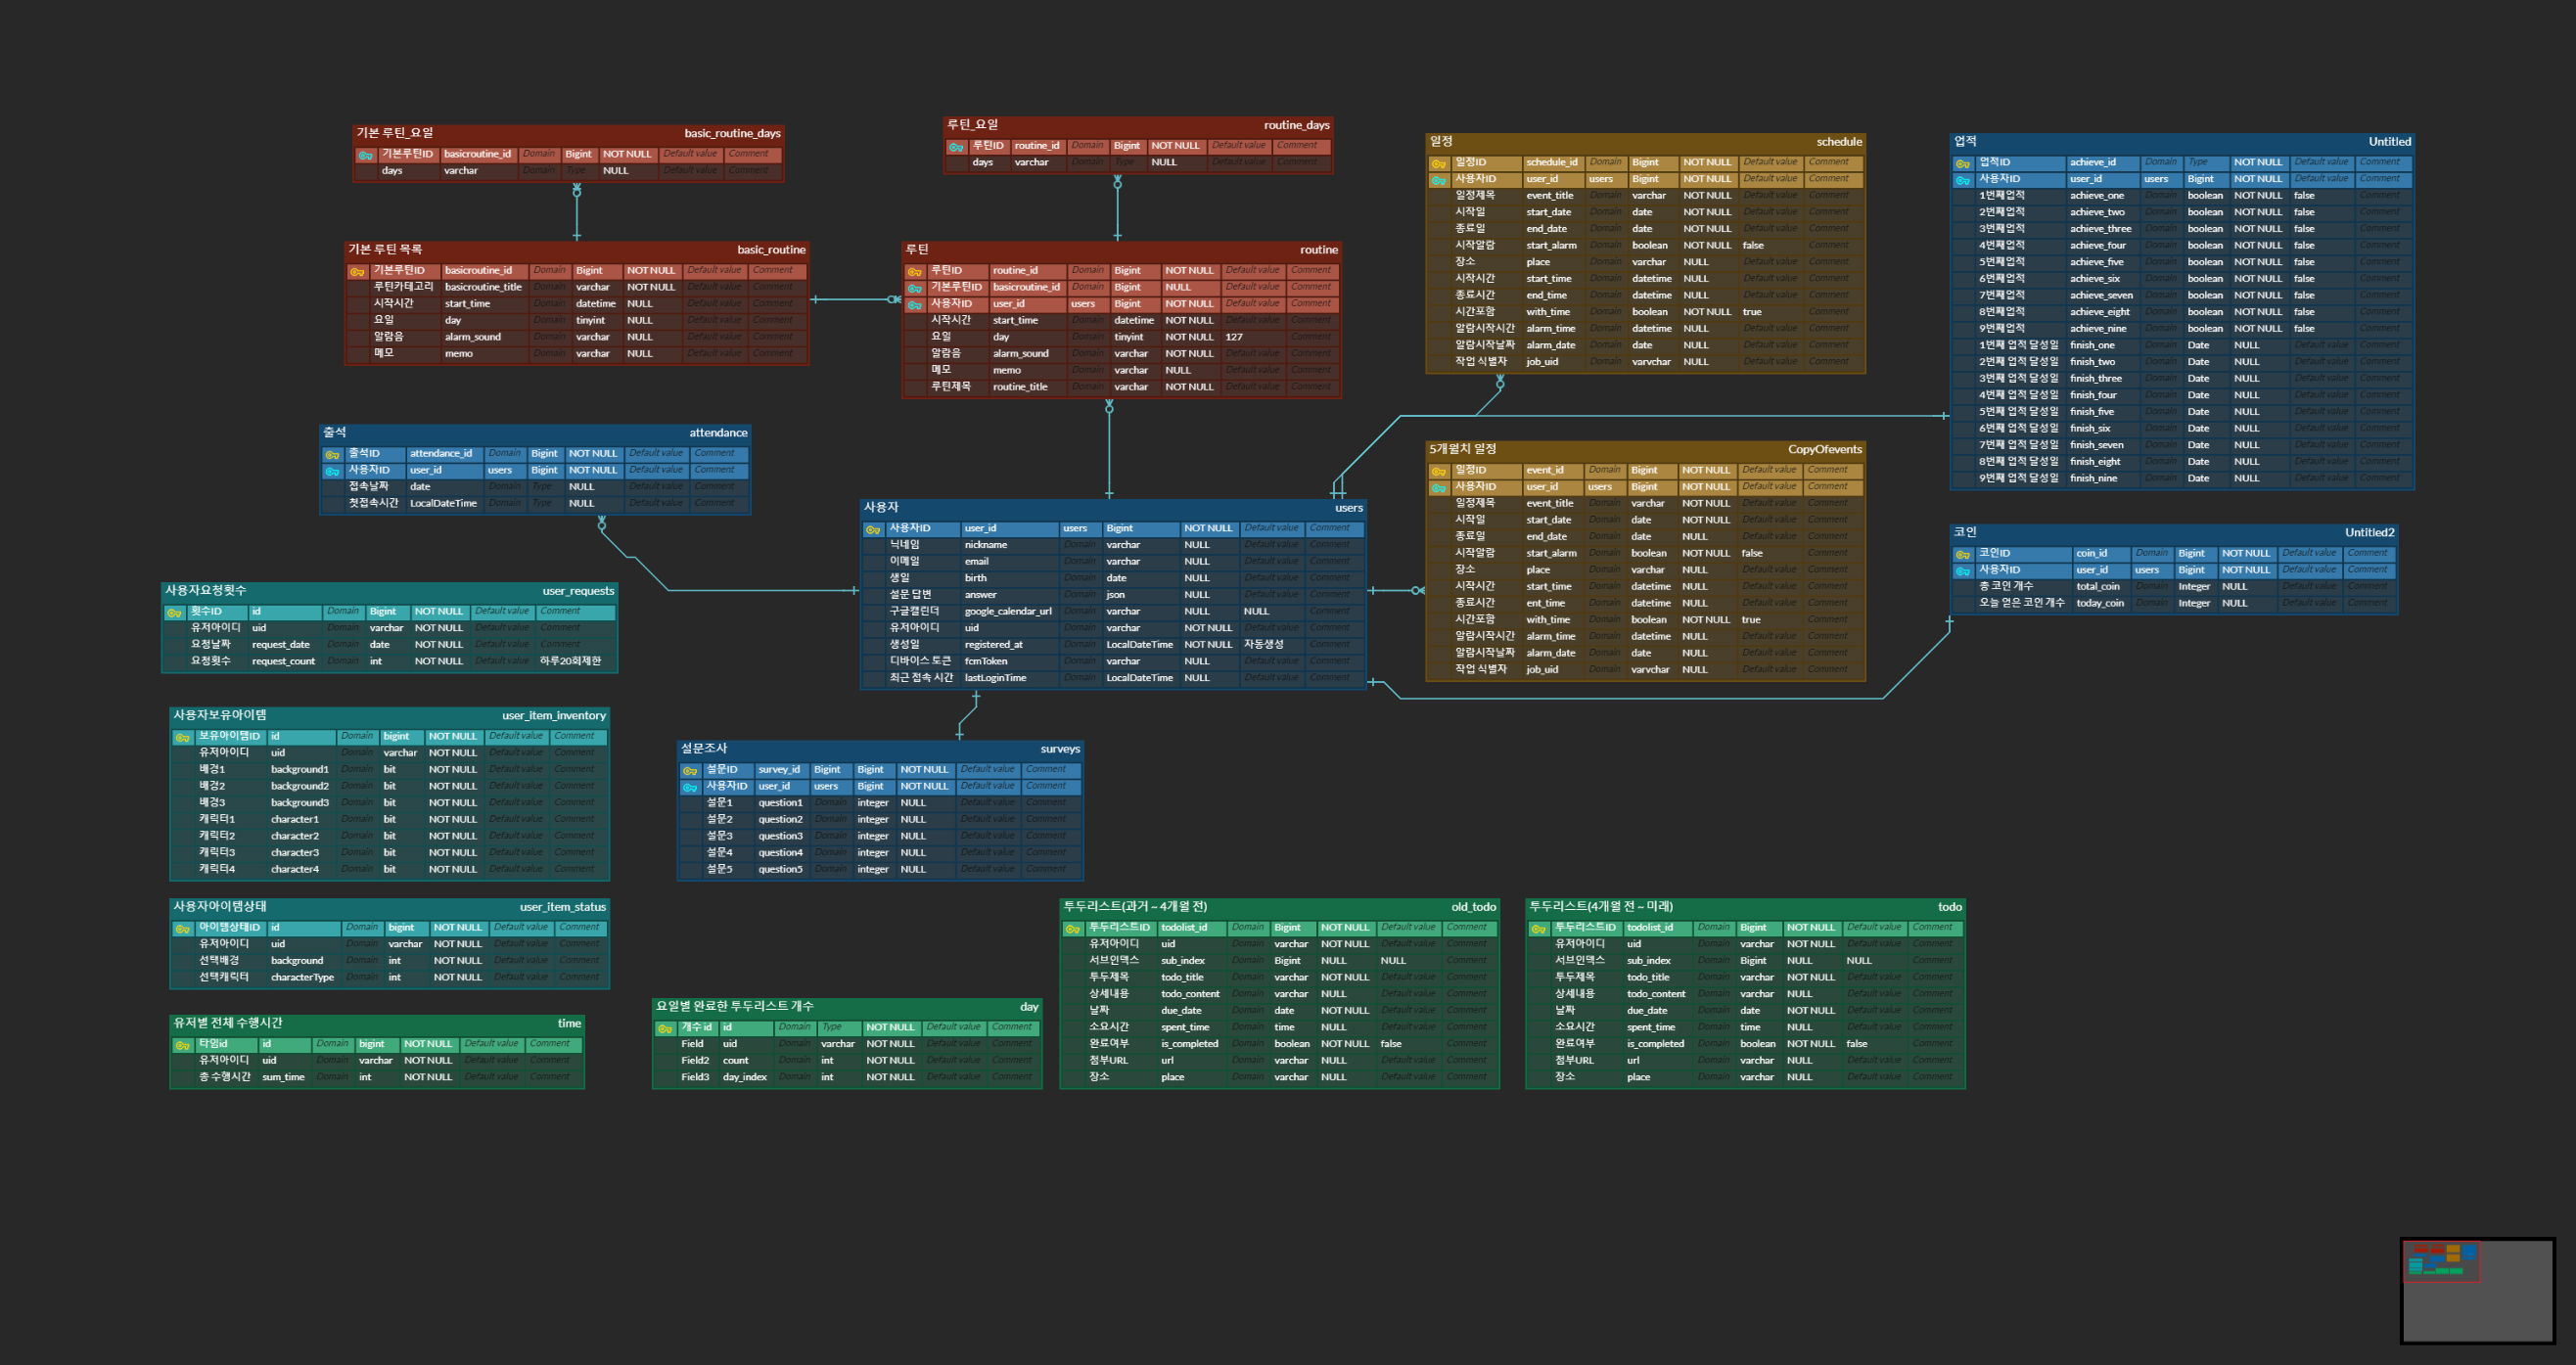 기본 루틴_요일 basic_routine_days
기본루틴ID basicroutine_id Domain Bigint NOT NULL Default value Comment
days varchar Domain Type NULL Default value Comment
루틴_요일 routine_days
루틴ID routine_id Domain Bigint NOT NULL Default value Comment
days varchar Domain Type NULL Default value Comment
일정 schedule
일정ID schedule_id Domain Bigint NOT NULL Default value Comment
사용자ID user_id users Bigint NOT NULL Default value Comment
일정제목 event_title Domain varchar NOT NULL Default value Comment
시작일 start_date Domain date NOT NULL Default value Comment
종료일 end_date Domain date NOT NULL Default value Comment
시작알람 start_alarm Domain boolean NOT NULL false Comment
장소 place Domain varchar NULL Default value Comment
시작시간 start_time Domain datetime NULL Default value Comment
종료시간 end_time Domain datetime NULL Default value Comment
시간포함 with_time Domain boolean NOT NULL true Comment
알람시작시간 alarm_time Domain datetime NULL Default value Comment
알람시작날짜 alarm_date Domain date NULL Default value Comment
작업 식별자 job_uid Domain varvchar NULL Default value Comment
업적 Untitled
업적ID achieve_id Domain Type NOT NULL Default value Comment
사용자ID user_id users Bigint NOT NULL Default value Comment
1번째업적 achieve_one Domain boolean NOT NULL false Comment
2번째업적 achieve_two Domain boolean NOT NULL false Comment
3번째업적 achieve_three Domain boolean NOT NULL false Comment
4번째업적 achieve_four Domain boolean NOT NULL false Comment
5번째업적 achieve_five Domain boolean NOT NULL false Comment
6번째업적 achieve_six Domain boolean NOT NULL false Comment
7번째업적 achieve_seven Domain boolean NOT NULL false Comment
8번째업적 achieve_eight Domain boolean NOT NULL false Comment
9번째업적 achieve_nine Domain boolean NOT NULL false Comment
1번째 업적 달성일 finish_one Domain Date NULL Default value Comment
2번째 업적 달성일 finish_two Domain Date NULL Default value Comment
3번째 업적 달성일 finish_three Domain Date NULL Default value Comment
4번째 업적 달성일 finish_four Domain Date NULL Default value Comment
5번째 업적 달성일 finish_five Domain Date NULL Default value Comment
6번째 업적 달성일 finish_six Domain Date NULL Default value Comment
7번째 업적 달성일 finish_seven Domain Date NULL Default value Comment
8번째 업적 달성일 finish_eight Domain Date NULL Default value Comment
9번째 업적 달성일 finish_nine Domain Date NULL Default value Comment
기본 루틴 목록 basic_routine
기본루틴ID basicroutine_id Domain Bigint NOT NULL Default value Comment
루틴카테고리 basicroutine_title Domain varchar NOT NULL Default value Comment
시작시간 start_time Domain datetime NULL Default value Comment
요일 day Domain tinyint NULL Default value Comment
알람음 alarm_sound Domain varchar NULL Default value Comment
메모 memo Domain varchar NULL Default value Comment
루틴 routine
루틴ID routine_id Domain Bigint NOT NULL Default value Comment
기본루틴ID basicroutine_id Domain Bigint NULL Default value Comment
사용자ID user_id users Bigint NOT NULL Default value Comment
시작시간 start_time Domain datetime NOT NULL Default value Comment
요일 day Domain tinyint NOT NULL 127 Comment
알람음 alarm_sound Domain varchar NOT NULL Default value Comment
메모 memo Domain varchar NULL Default value Comment
루틴제목 routine_title Domain varchar NOT NULL Default value Comment
출석 attendance
출석ID attendance_id Domain Bigint NOT NULL Default value Comment
사용자ID user_id users Bigint NOT NULL Default value Comment
접속날짜 date Domain Type NULL Default value Comment
첫접속시간 LocalDateTime Domain Type NULL Default value Comment
5개월치 일정 CopyOfevents
일정ID event_id Domain Bigint NOT NULL Default value Comment
사용자ID user_id users Bigint NOT NULL Default value Comment
일정제목 event_title Domain varchar NOT NULL Default value Comment
시작일 start_date Domain date NOT NULL Default value Comment
종료일 end_date Domain date NULL Default value Comment
시작알람 start_alarm Domain boolean NOT NULL false Comment
장소 place Domain varchar NULL Default value Comment
시작시간 start_time Domain datetime NULL Default value Comment
종료시간 ent_time Domain datetime NULL Default value Comment
시간포함 with_time Domain boolean NOT NULL true Comment
알람시작시간 alarm_time Domain datetime NULL Default value Comment
알람시작날짜 alarm_date Domain date NULL Default value Comment
작업 식별자 job_uid Domain varvchar NULL Default value Comment
사용자 users
사용자ID user_id users Bigint NOT NULL Default value Comment
닉네임 nickname Domain varchar NULL Default value Comment
이메일 email Domain varchar NULL Default value Comment
생일 birth Domain date NULL Default value Comment
설문 답변 answer Domain json NULL Default value Comment
구글캘린더 google_calendar_url Domain varchar NULL NULL Comment
유저아이디 uid Domain varchar NOT NULL Default value Comment
생성일 registered_at Domain LocalDateTime NOT NULL 자동생성 Comment
디바이스 토큰 fcmToken Domain varchar NULL Default value Comment
최근 접속 시간 lastLoginTime Domain LocalDateTime NULL Default value Comment
코인 Untitled2
코인ID coin_id Domain Bigint NOT NULL Default value Comment
사용자ID user_id users Bigint NOT NULL Default value Comment
총 코인 개수 total_coin Domain Integer NULL Default value Comment
오늘 얻은 코인 개수 today_coin Domain Integer NULL Default value Comment
사용자요청횟수 user_requests
횟수ID id Domain Bigint NOT NULL Default value Comment
유저아이디 uid Domain varchar NOT NULL Default value Comment
요청날짜 request_date Domain date NOT NULL Default value Comment
요청횟수 request_count Domain int NOT NULL Default value 하루20회제한
사용자보유아이템 user_item_inventory
보유아이템ID id Domain bigint NOT NULL Default value Comment
유저아이디 uid Domain varchar NOT NULL Default value Comment
배경1 background1 Domain bit NOT NULL Default value Comment
배경2 background2 Domain bit NOT NULL Default value Comment
배경3 background3 Domain bit NOT NULL Default value Comment
캐릭터1 character1 Domain bit NOT NULL Default value Comment
캐릭터2 character2 Domain bit NOT NULL Default value Comment
캐릭터3 character3 Domain bit NOT NULL Default value Comment
캐릭터4 character4 Domain bit NOT NULL Default value Comment
설문조사 surveys
설문ID survey_id Bigint Bigint NOT NULL Default value Comment
사용자ID user_id users Bigint NOT NULL Default value Comment
설문1 question1 Domain integer NULL Default value Comment
설문2 question2 Domain integer NULL Default value Comment
설문3 question3 Domain integer NULL Default value Comment
설문4 question4 Domain integer NULL Default value Comment
설문5 question5 Domain integer NULL Default value Comment
사용자아이템상태 user_item_status
아이템상태ID id Domain bigint NOT NULL Default value Comment
유저아이디 uid Domain varchar NOT NULL Default value Comment
선택배경 background Domain int NOT NULL Default value Comment
선택캐릭터 characterType Domain int NOT NULL Default value Comment
투두리스트(과거 ~ 4개월 전) old_todo
투두리스트ID todolist_id Domain Bigint NOT NULL Default value Comment
유저아이디 uid Domain varchar NOT NULL Default value Comment
서브인덱스 sub_index Domain Bigint NULL NULL Comment
투두제목 todo_title Domain varchar NOT NULL Default value Comment
상세내용 todo_content Domain varchar NULL Default value Comment
날짜 due_date Domain date NOT NULL Default value Comment
소요시간 spent_time Domain time NULL Default value Comment
완료여부 is_completed Domain boolean NOT NULL false Comment
첨부URL url Domain varchar NULL Default value Comment
장소 place Domain varchar NULL Default value Comment
투두리스트(4개월 전 ~ 미래) todo
투두리스트ID todolist_id Domain Bigint NOT NULL Default value Comment
유저아이디 uid Domain varchar NOT NULL Default value Comment
서브인덱스 sub_index Domain Bigint NULL NULL Comment
투두제목 todo_title Domain varchar NOT NULL Default value Comment
상세내용 todo_content Domain varchar NULL Default value Comment
날짜 due_date Domain date NOT NULL Default value Comment
소요시간 spent_time Domain time NULL Default value Comment
완료여부 is_completed Domain boolean NOT NULL false Comment
첨부URL url Domain varchar NULL Default value Comment
장소 place Domain varchar NULL Default value Comment
유저별 전체 수행시간 time
타임id id Domain bigint NOT NULL Default value Comment
유저아이디 uid Domain varchar NOT NULL Default value Comment
총 수행시간 sum_time Domain int NOT NULL Default value Comment
요일별 완료한 투두리스트 개수 day
개수 id id Domain Type NOT NULL Default value Comment
Field uid Domain varchar NOT NULL Default value Comment
Field2 count Domain int NOT NULL Default value Comment
Field3 day_index Domain int NOT NULL Default value Comment